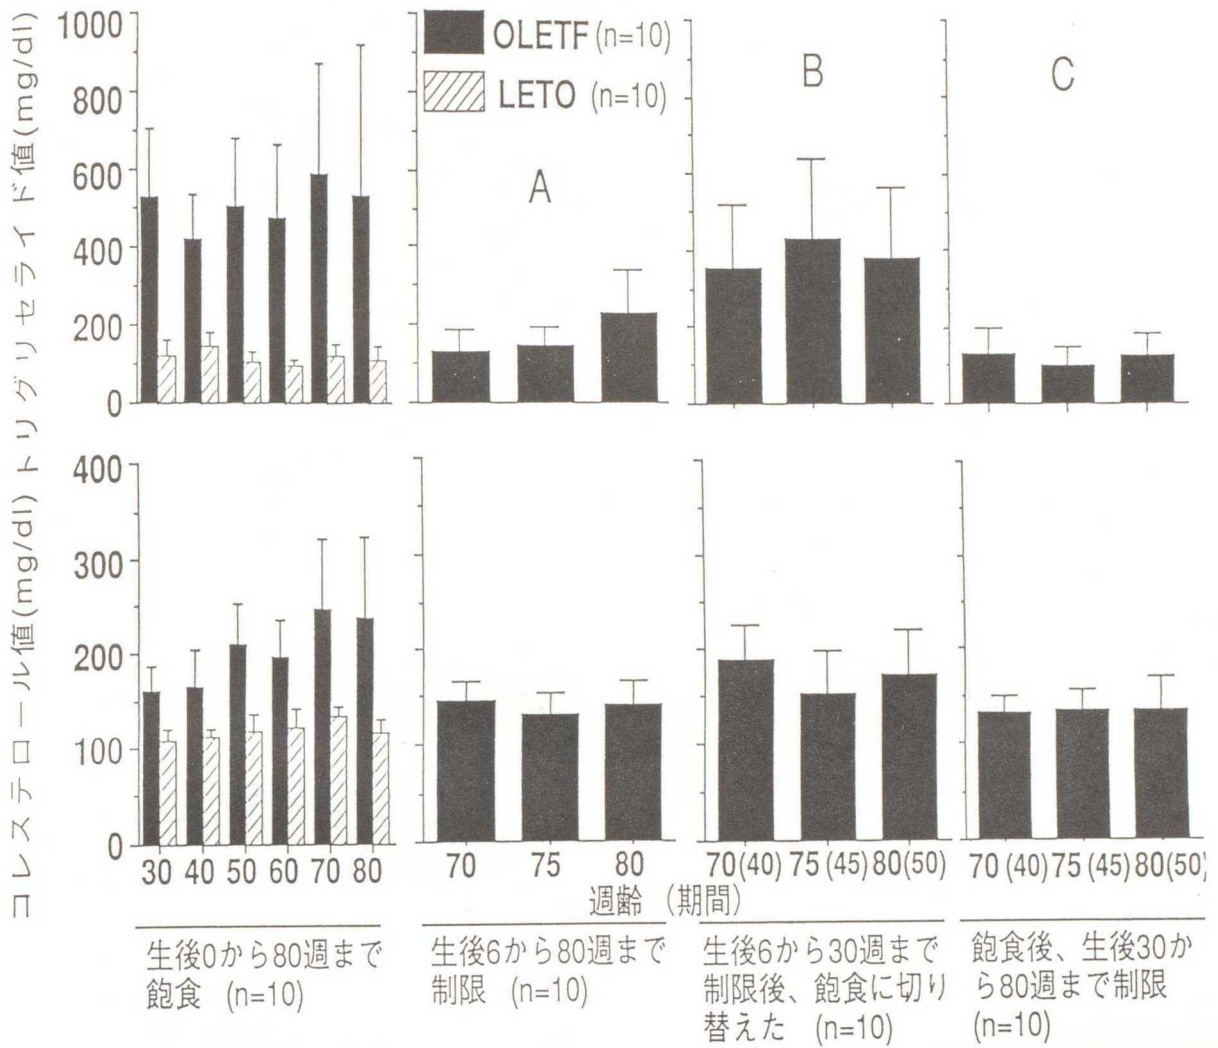 トリグリセライド値(mg/dl)
1000
800
600
400
200
0
OLETF (n=10)
LETO (n=10)
A
B
C
コレステロール値(mg/dl)
400
300
200
100
0
30 40 50 60 70 80
70 75 80
70(40) 75(45) 80(50)
70(40) 75(45) 80(50)
週齢 (期間)
生後0から80週まで
飽食 (n=10)
生後6から80週まで
制限 (n=10)
生後6から30週まで
制限後、飽食に切り
替えた (n=10)
飽食後、生後30か
ら80週まで制限
(n=10)